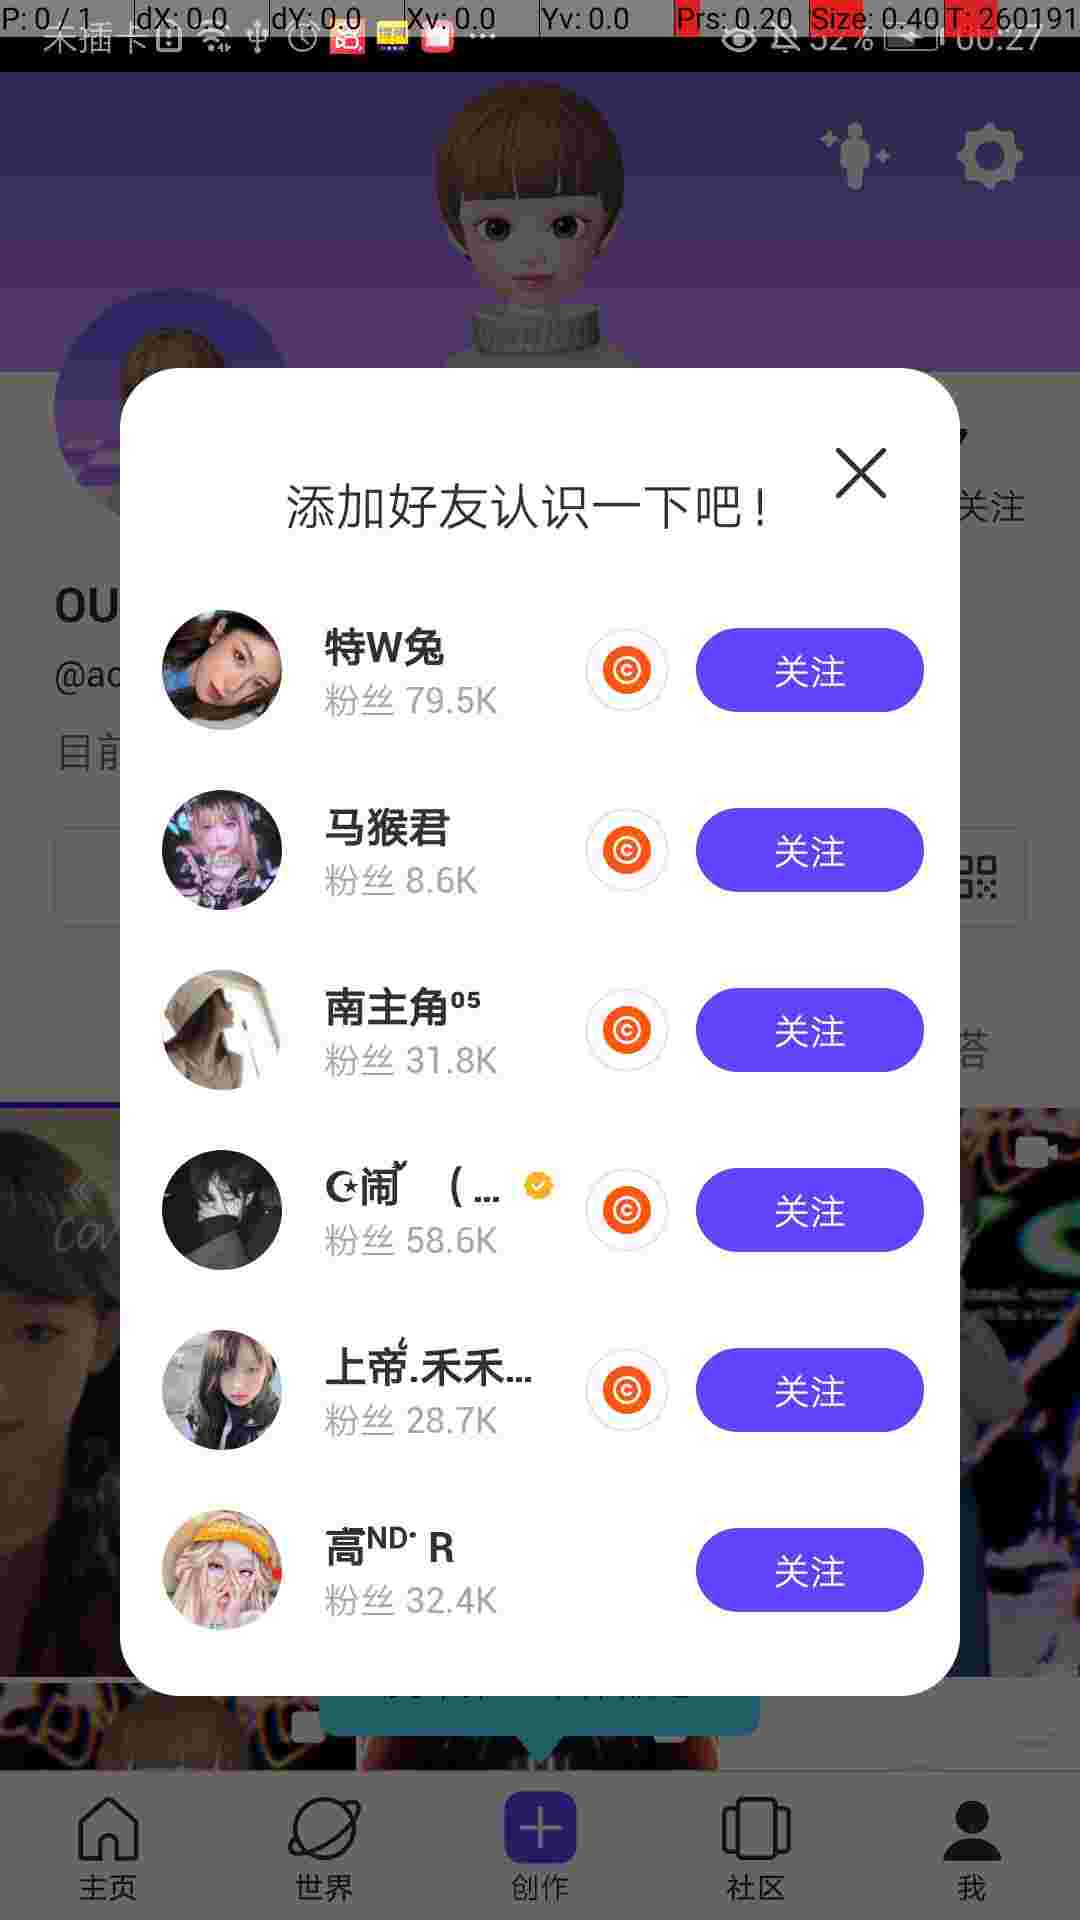 P: 0 / 1 dX: 0.0 dY: 0.0 Xv: 0.0 Yv: 0.0 Prs: 0.20 Size: 0.40 T: 260191
未插卡 52% 00:27
添加好友认识一下吧!
关注
OU
特W兔
粉丝 79.5K
关注
@ac
目前
马猴君
粉丝 8.6K
关注
南主角⁰⁵
粉丝 31.8K
关注
答
☪闹 ( ...
粉丝 58.6K
关注
上帝.禾禾...
粉丝 28.7K
关注
高ᴺᴰ· R
粉丝 32.4K
关注
主页
世界
创作
社区
我